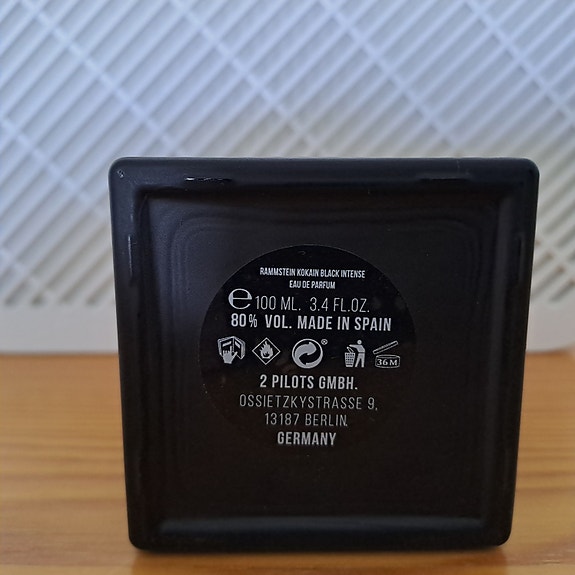 RAMMSTEIN KOKAIN BLACK INTENSE
EAU DE PARFUM
℮ 100 ML. 3.4 FL.OZ.
80% VOL. MADE IN SPAIN
36M
2 PILOTS GMBH.
OSSIETZKYSTRASSE 9,
13187 BERLIN,
GERMANY